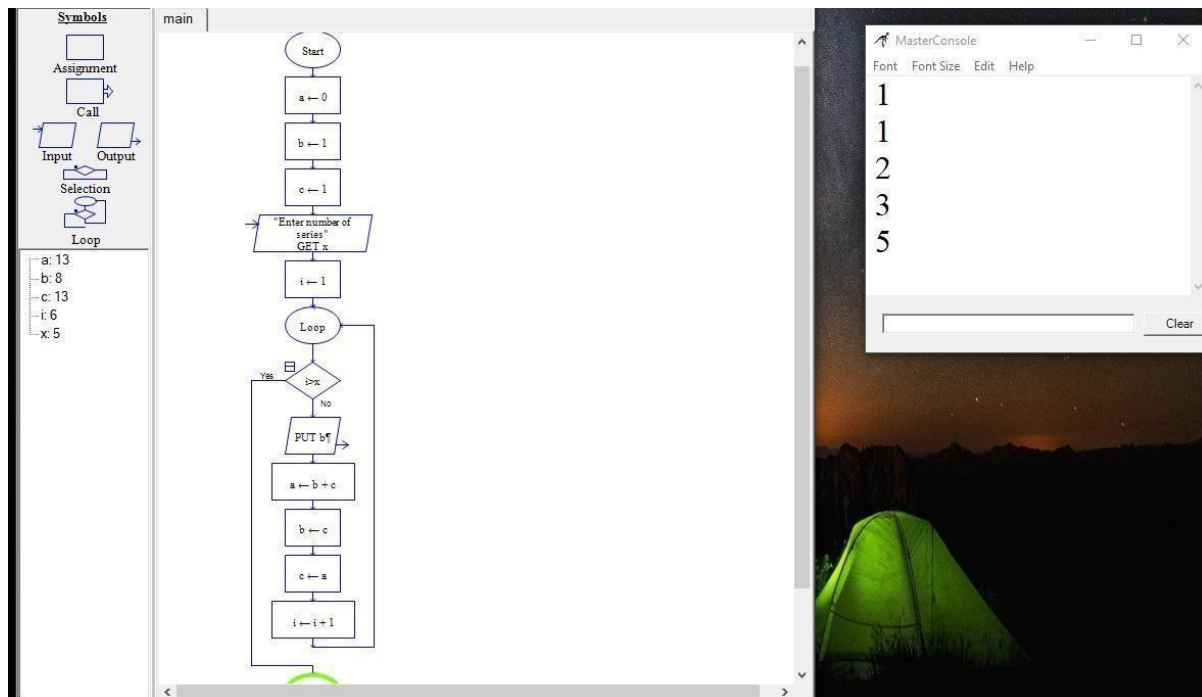 Symbols
Assignment
Call
Input Output
Selection
Loop
a: 13
b: 8
c: 13
i: 6
x: 5
main
Start
a ← 0
b ← 1
c ← 1
"Enter number of
series"
GET x
i ← 1
Loop
i>x
Yes
No
PUT b¶
a ← b + c
b ← c
c ← a
i ← i + 1
MasterConsole
Font Font Size Edit Help
1
1
2
3
5
Clear